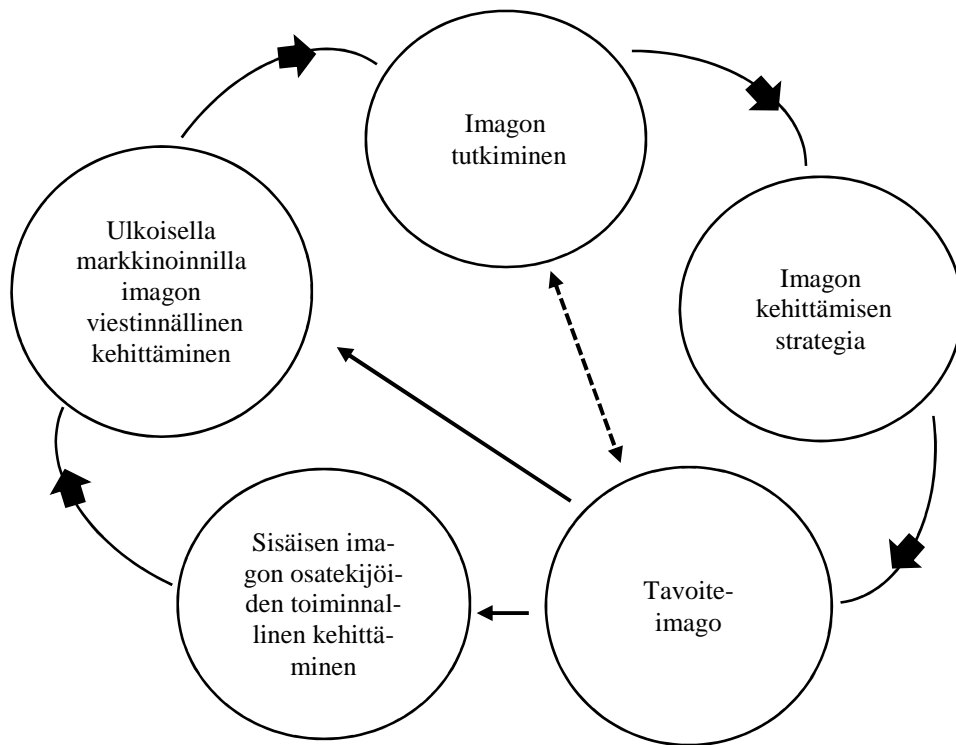 Imagon
tutkiminen
Imagon
kehittämisen
strategia
Tavoite-
imago
Sisäisen ima-
gon osatekijöi-
den toiminnal-
linen kehittä-
minen
Ulkoisella
markkinoinnilla
imagon
viestinnällinen
kehittäminen